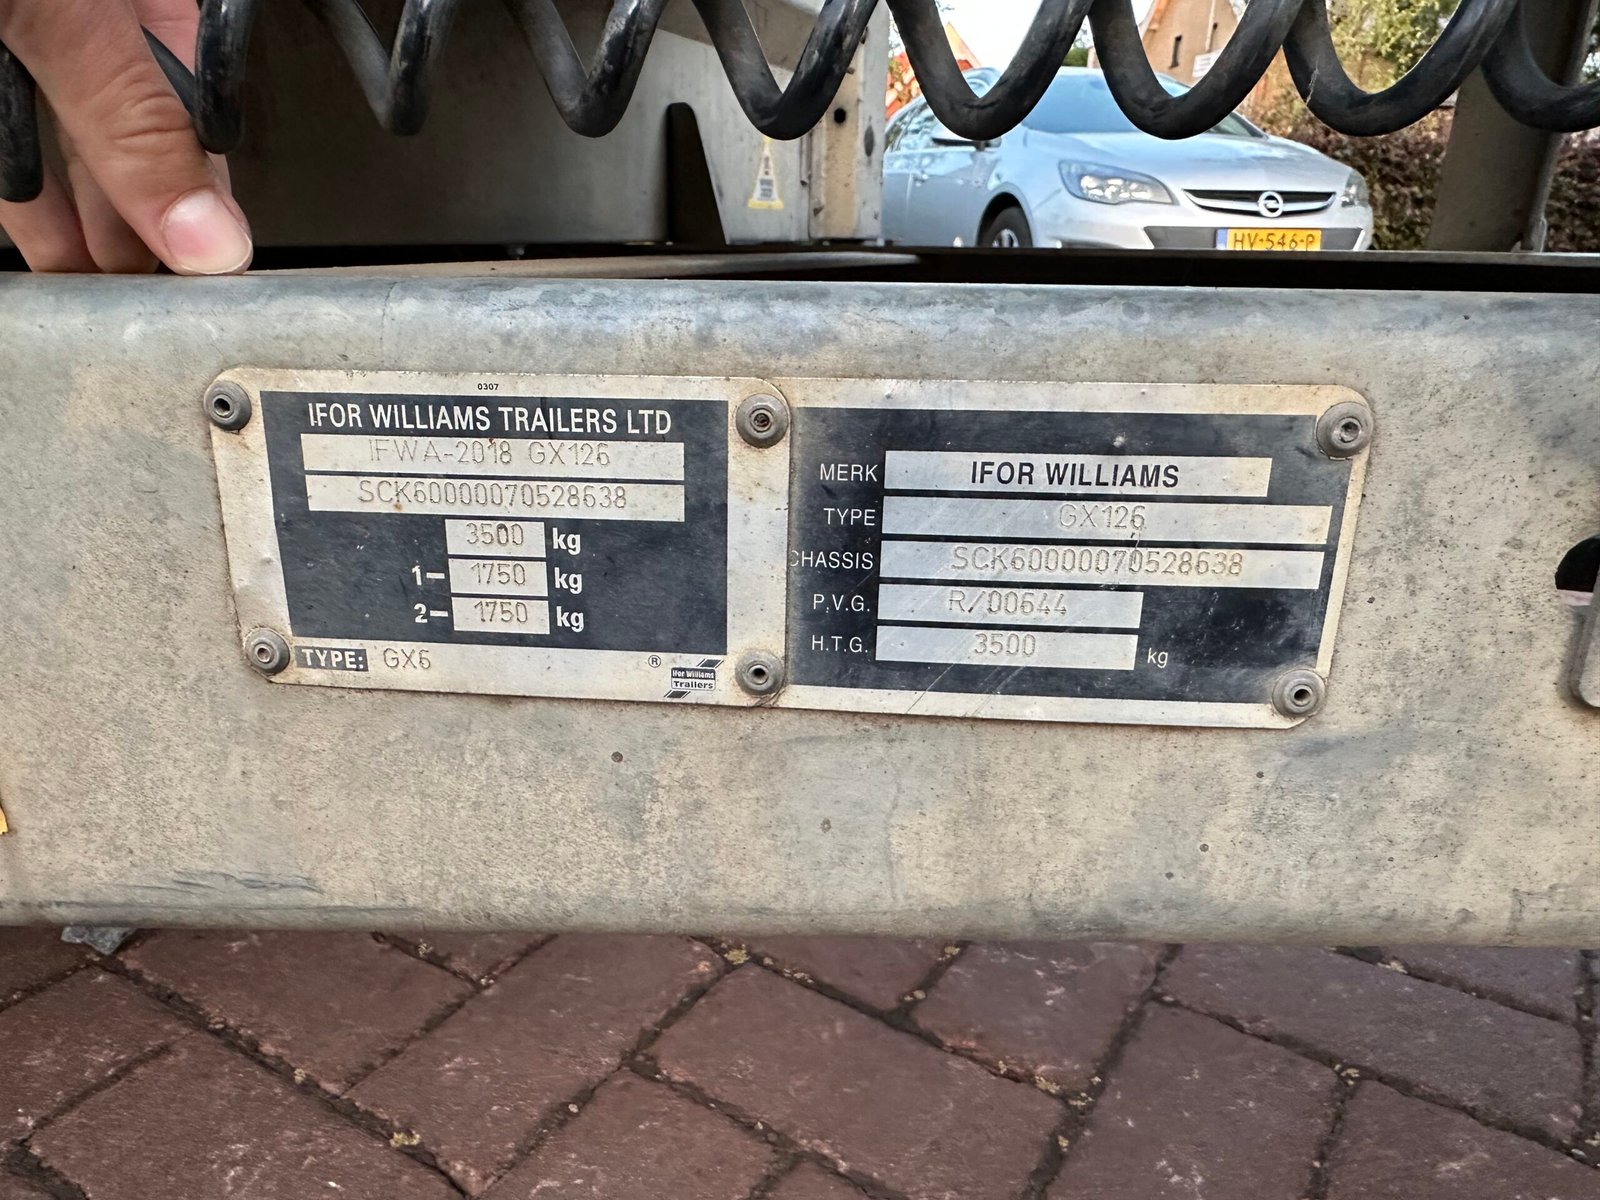 HV-546-P
0307
IFOR WILLIAMS TRAILERS LTD
IFWA-2018 GX126
SCK60000070528638
3500 kg
1- 1750 kg
2- 1750 kg
TYPE: GX6
®
Ifor Williams
Trailers
MERK IFOR WILLIAMS
TYPE GX126
CHASSIS SCK60000070528638
P.V.G. R/00644
H.T.G. 3500 kg